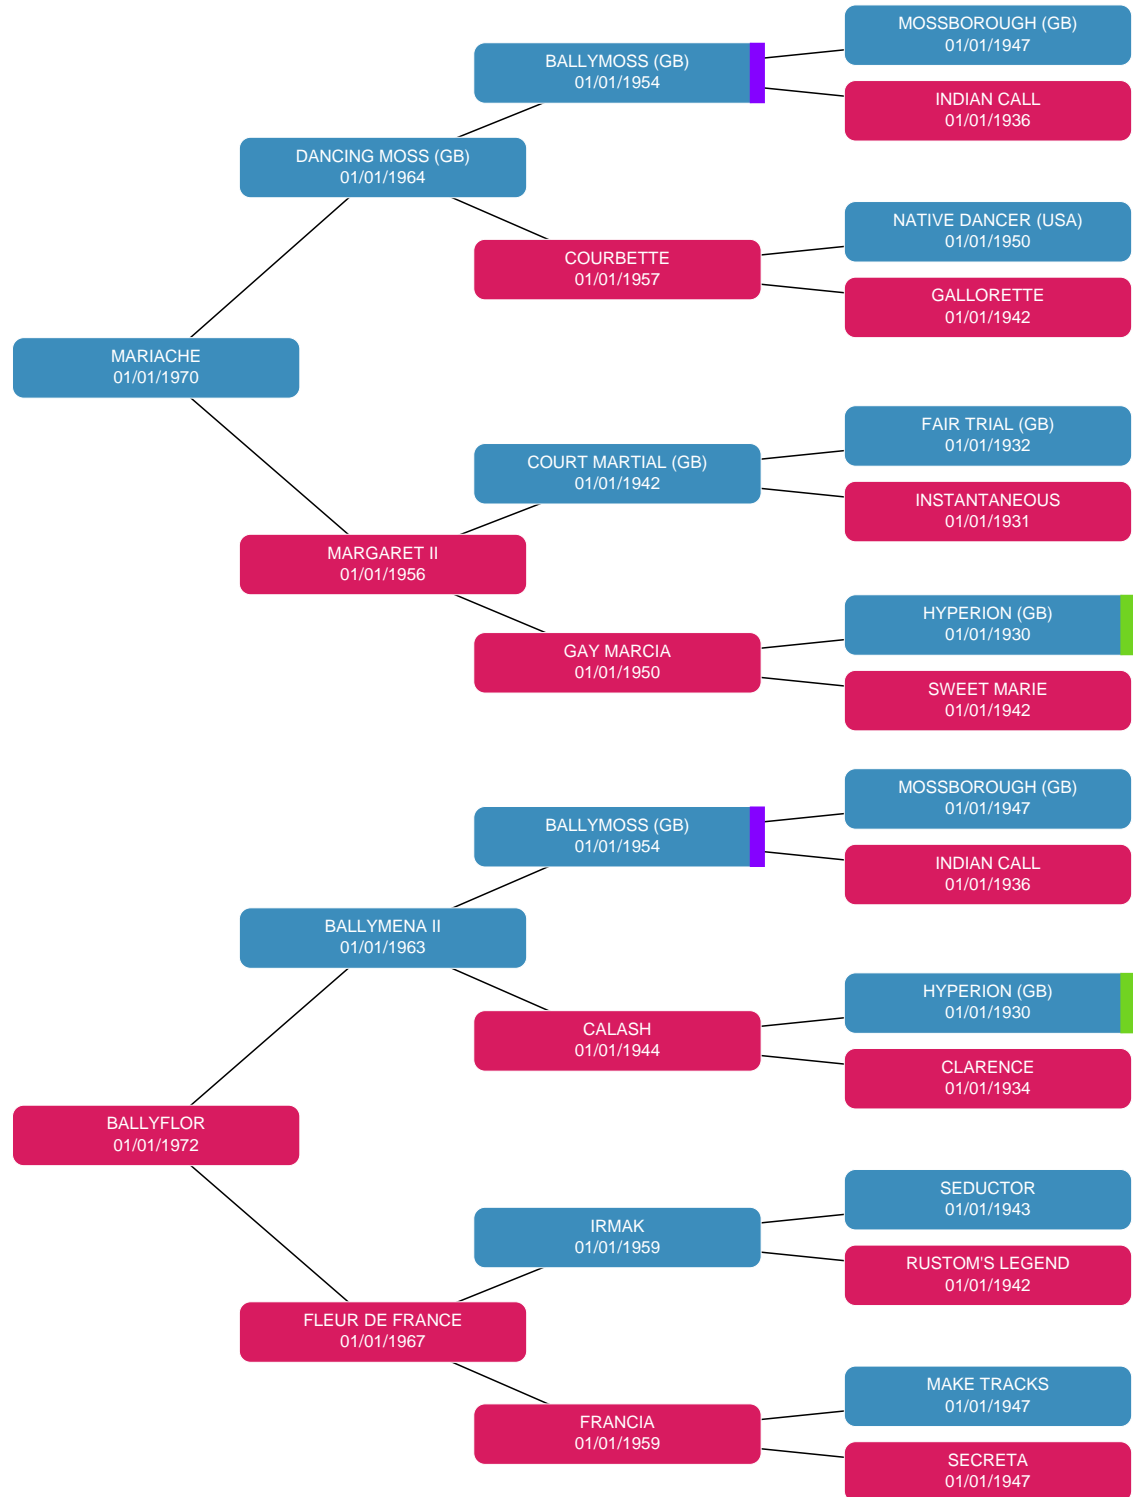 MOSSBOROUGH (GB)
01/01/1947
BALLYMOSS (GB)
01/01/1954
INDIAN CALL
01/01/1936
DANCING MOSS (GB)
01/01/1964
NATIVE DANCER (USA)
01/01/1950
COURBETTE
01/01/1957
GALLORETTE
01/01/1942
MARIACHE
01/01/1970
FAIR TRIAL (GB)
01/01/1932
COURT MARTIAL (GB)
01/01/1942
INSTANTANEOUS
01/01/1931
MARGARET II
01/01/1956
HYPERION (GB)
01/01/1930
GAY MARCIA
01/01/1950
SWEET MARIE
01/01/1942
MOSSBOROUGH (GB)
01/01/1947
BALLYMOSS (GB)
01/01/1954
INDIAN CALL
01/01/1936
BALLYMENA II
01/01/1963
HYPERION (GB)
01/01/1930
CALASH
01/01/1944
CLARENCE
01/01/1934
BALLYFLOR
01/01/1972
SEDUCTOR
01/01/1943
IRMAK
01/01/1959
RUSTOM'S LEGEND
01/01/1942
FLEUR DE FRANCE
01/01/1967
MAKE TRACKS
01/01/1947
FRANCIA
01/01/1959
SECRETA
01/01/1947